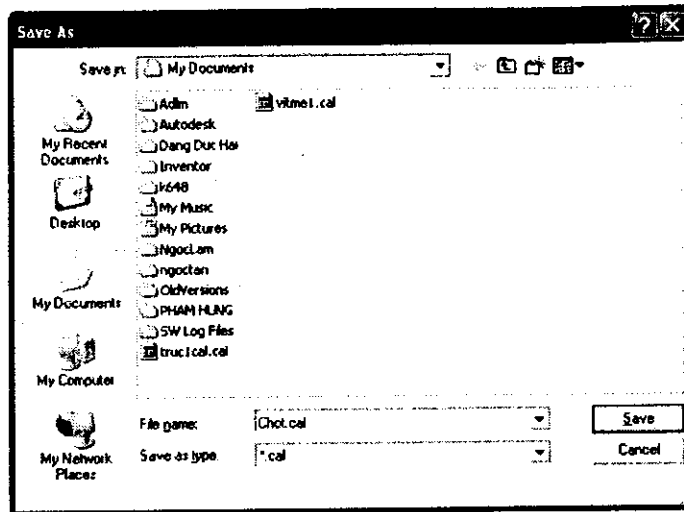 Save As
Save in: My Documents
Adlm
Autodesk
Dang Duc Hai
Inventor
k648
My Music
My Pictures
NgocLam
ngoctan
OldVersions
PHAM HUNG
SW Log Files
truc1cal.cal
vitme1.cal
My Recent
Documents
Desktop
My Documents
My Computer
My Network
Places
File name: Chot.cal
Save as type: *.cal
Save
Cancel